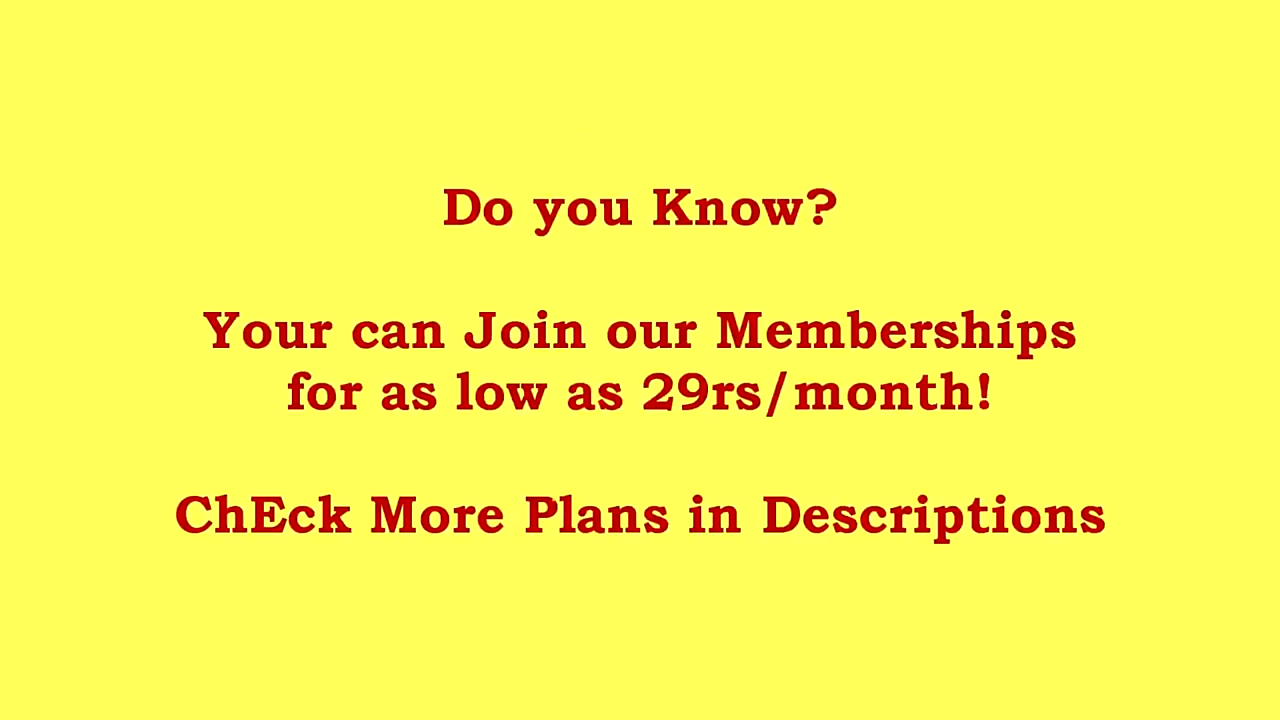 Do you Know?
Your can Join our Memberships
for as low as 29rs/month!
ChEck More Plans in Descriptions